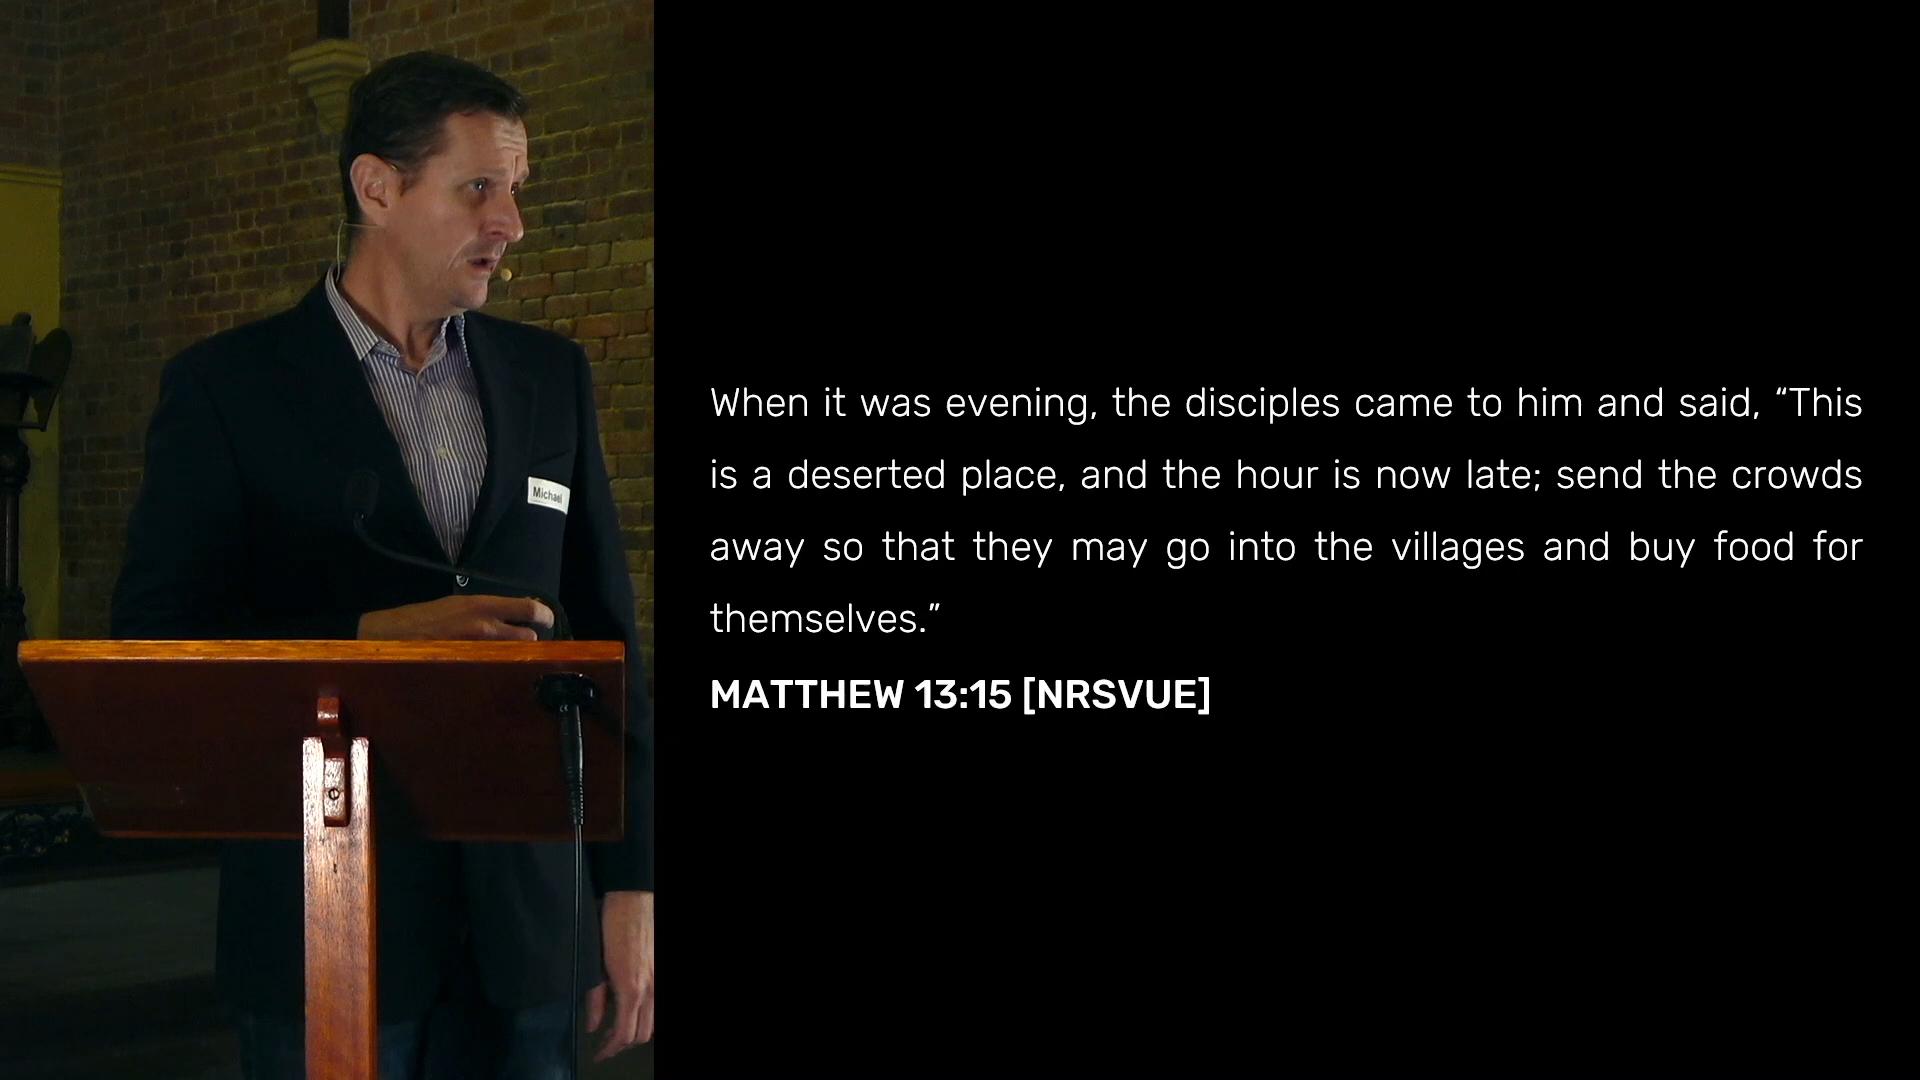 Michael
When it was evening, the disciples came to him and said, “This
is a deserted place, and the hour is now late; send the crowds
away so that they may go into the villages and buy food for
themselves.”
MATTHEW 13:15 [NRSVUE]